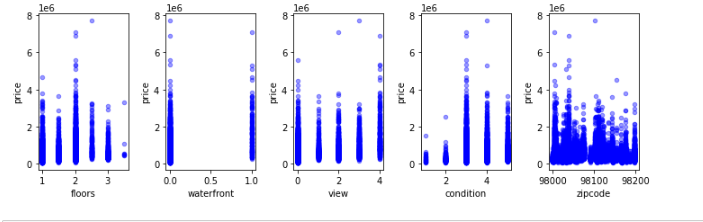 1e6 1e6 1e6 1e6 1e6
8 8 8 8 8
6 6 6 6 6
4 4 4 4 4
2 2 2 2 2
0 0 0 0 0
price price price price price
1 2 3 0.0 0.5 1.0 0 2 4 2 4 98000 98100 98200
floors waterfront view condition zipcode